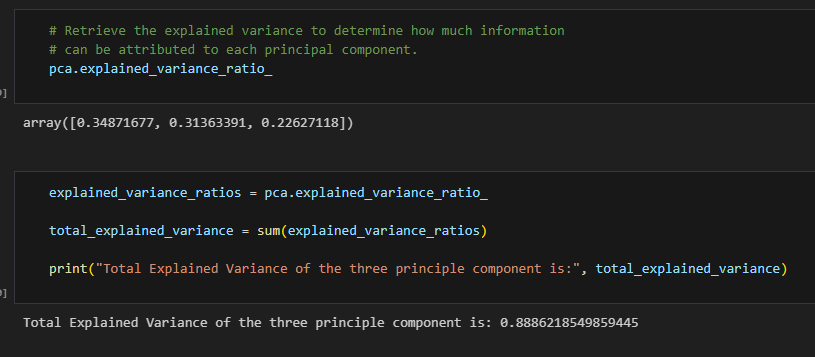 # Retrieve the explained variance to determine how much information
# can be attributed to each principal component.
pca.explained_variance_ratio_
]
array([0.34871677, 0.31363391, 0.22627118])
explained_variance_ratios = pca.explained_variance_ratio_
total_explained_variance = sum(explained_variance_ratios)
print("Total Explained Variance of the three principle component is:", total_explained_variance)
]
Total Explained Variance of the three principle component is: 0.8886218549859445